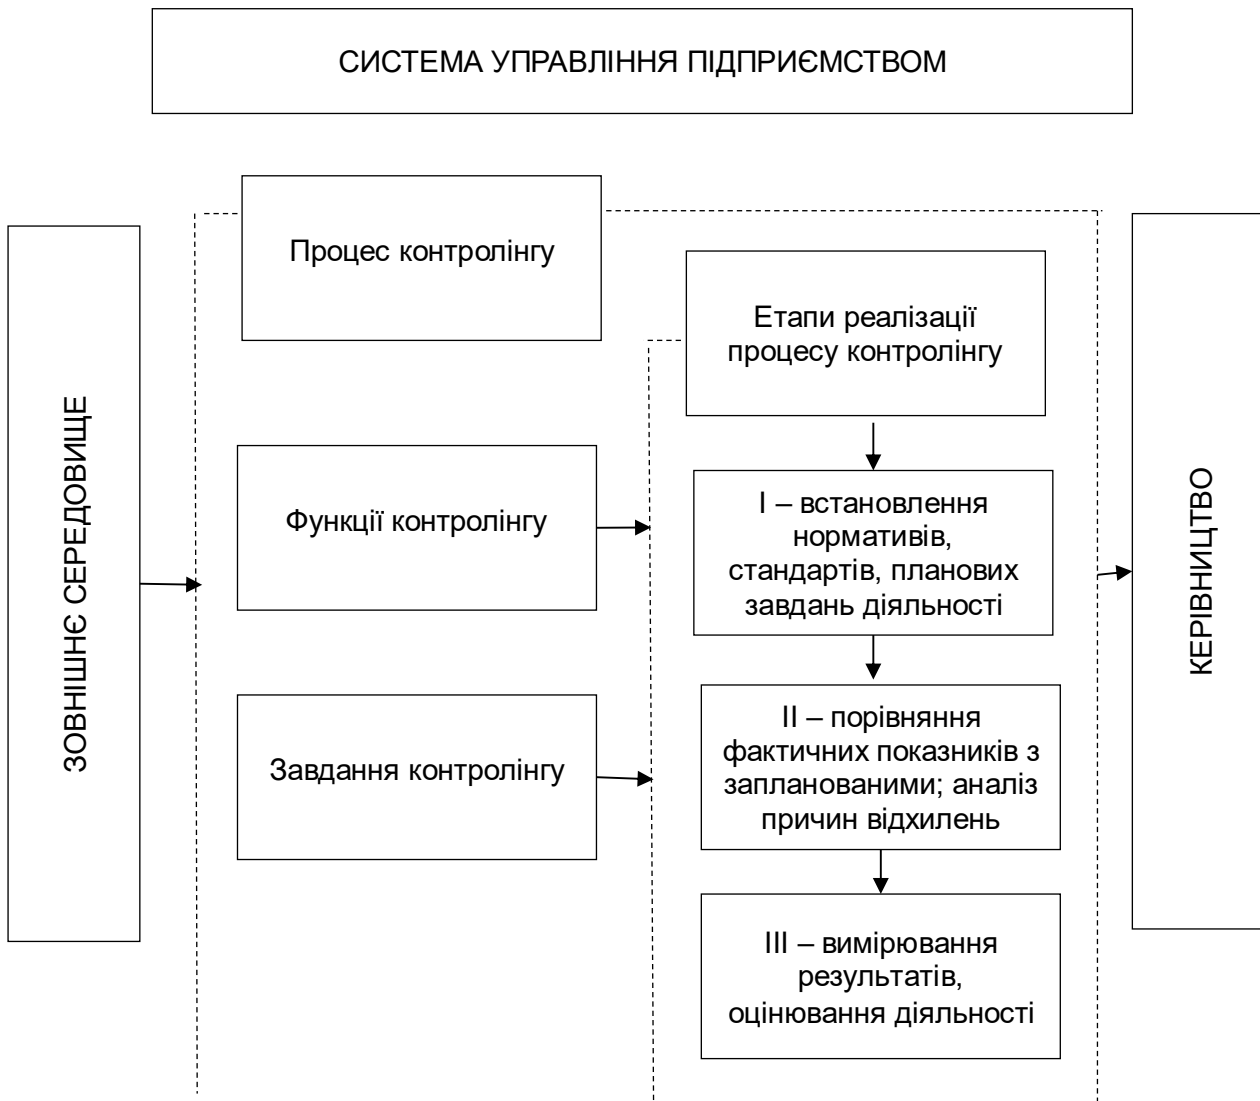 СИСТЕМА УПРАВЛІННЯ ПІДПРИЄМСТВОМ
ЗОВНІШНЄ СЕРЕДОВИЩЕ
Процес контролінгу
Функції контролінгу
Завдання контролінгу
Етапи реалізації
процесу контролінгу
І – встановлення
нормативів,
стандартів, планових
завдань діяльності
ІІ – порівняння
фактичних показників з
запланованими; аналіз
причин відхилень
ІІІ – вимірювання
результатів,
оцінювання діяльності
КЕРІВНИЦТВО